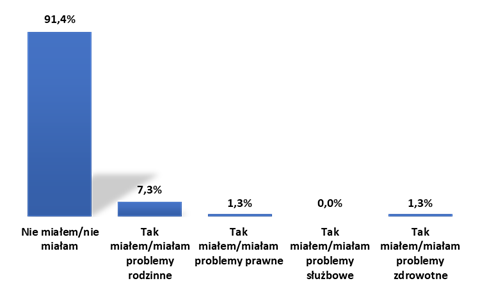 91,4%
7,3%
1,3%
0,0%
1,3%
Nie miałem/nie
miałam
Tak
miałem/miałam
problemy
rodzinne
Tak
miałem/miałam
problemy prawne
Tak
miałem/miałam
problemy
służbowe
Tak
miałem/miałam
problemy
zdrowotne